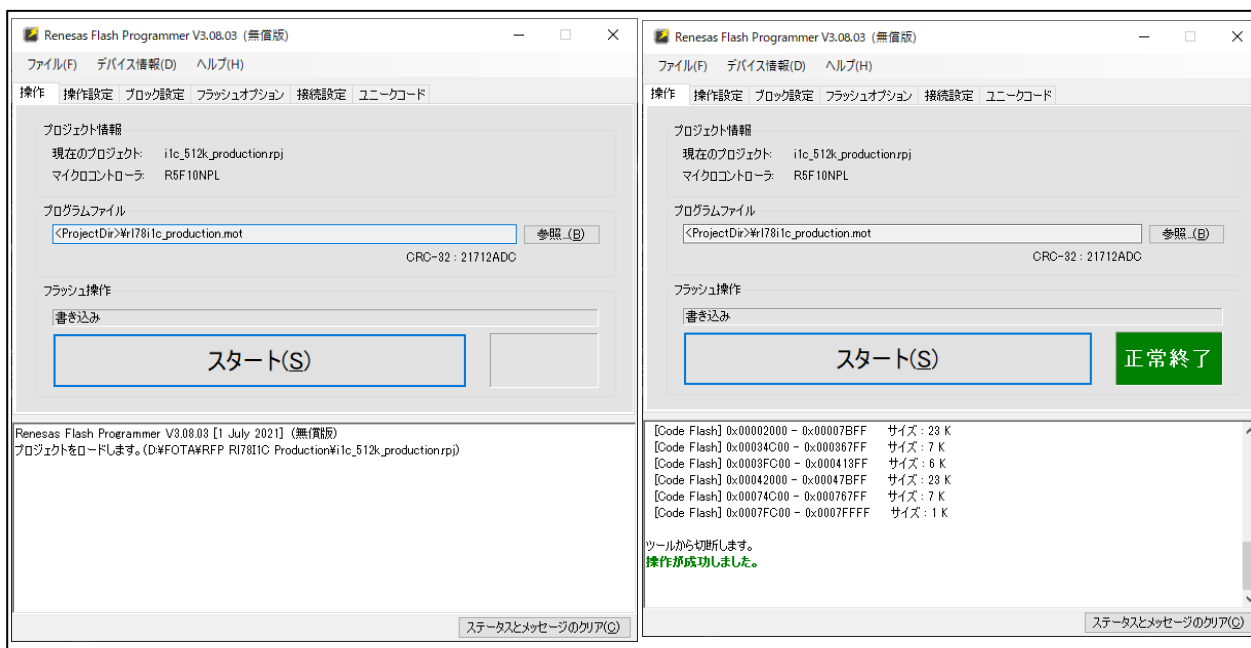 Renesas Flash Programmer V3.08.03 (無償版)
ファイル(F) デバイス情報(D) ヘルプ(H)
操作 操作設定 ブロック設定 フラッシュオプション 接続設定 ユニークコード
プロジェクト情報
現在のプロジェクト: i1c_512k_production.rpj
マイクロコントローラ: R5F10NPL
プログラムファイル
<ProjectDir>¥rl78i1c_production.mot 参照...(B)
CRC-32 : 21712ADC
フラッシュ操作
書き込み
スタート(S)
Renesas Flash Programmer V3.08.03 [1 July 2021] (無償版)
プロジェクトをロードします。(D:¥FOTA¥RFP Rl78I1C Production¥i1c_512k_production.rpj)
ステータスとメッセージのクリア(C)
Renesas Flash Programmer V3.08.03 (無償版)
ファイル(F) デバイス情報(D) ヘルプ(H)
操作 操作設定 ブロック設定 フラッシュオプション 接続設定 ユニークコード
プロジェクト情報
現在のプロジェクト: i1c_512k_production.rpj
マイクロコントローラ: R5F10NPL
プログラムファイル
<ProjectDir>¥rl78i1c_production.mot 参照...(B)
CRC-32 : 21712ADC
フラッシュ操作
書き込み
スタート(S) 正常終了
[Code Flash] 0x00002000 - 0x00007BFF サイズ : 23 K
[Code Flash] 0x00034C00 - 0x000367FF サイズ : 7 K
[Code Flash] 0x0003FC00 - 0x000413FF サイズ : 6 K
[Code Flash] 0x00042000 - 0x00047BFF サイズ : 23 K
[Code Flash] 0x00074C00 - 0x000767FF サイズ : 7 K
[Code Flash] 0x0007FC00 - 0x0007FFFF サイズ : 1 K
ツールから切断します。
操作が成功しました。
ステータスとメッセージのクリア(C)